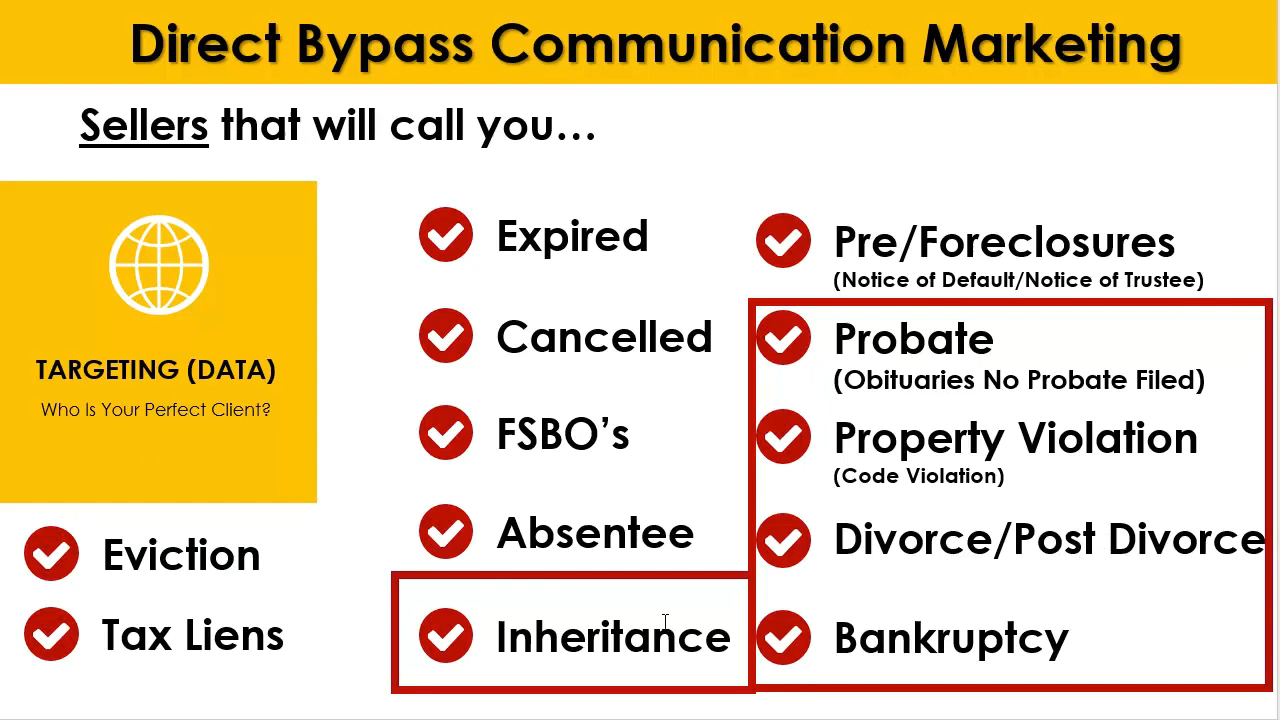 Direct Bypass Communication Marketing
Sellers that will call you...
TARGETING (DATA)
Who Is Your Perfect Client?
Eviction
Tax Liens
Expired
Cancelled
FSBO’s
Absentee
Inheritance
Pre/Foreclosures
(Notice of Default/Notice of Trustee)
Probate
(Obituaries No Probate Filed)
Property Violation
(Code Violation)
Divorce/Post Divorce
Bankruptcy